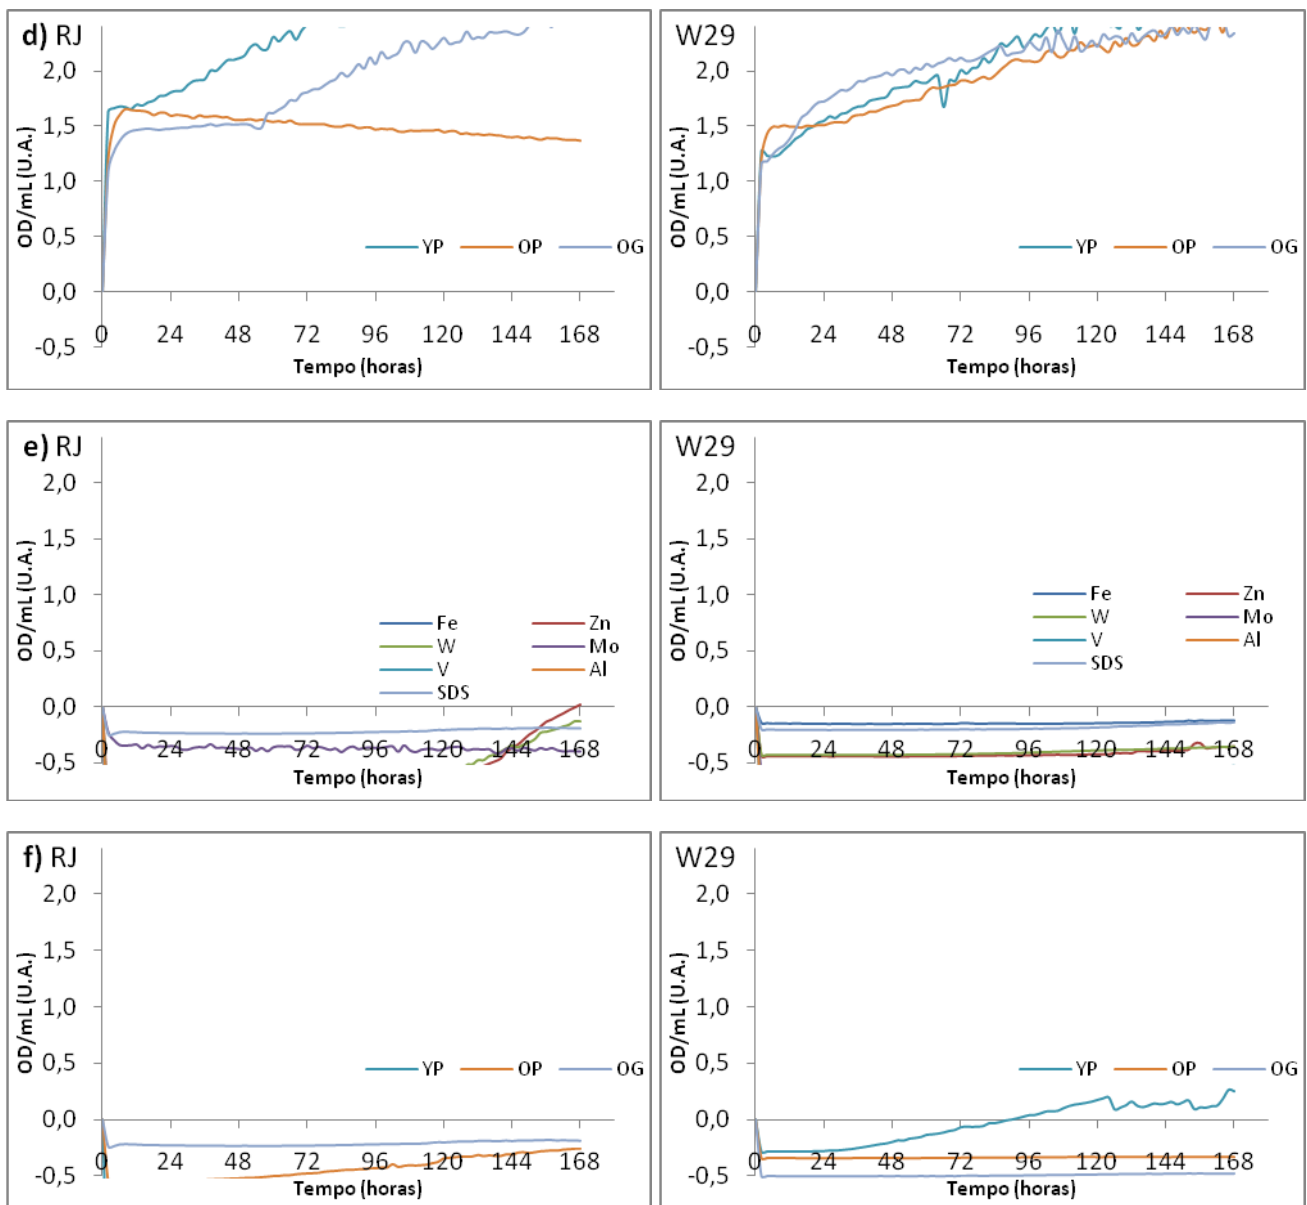 d) RJ
OD/mL (U.A.)
2,0
1,5
1,0
0,5
0,0
-0,5
YP OP OG
0 24 48 72 96 120 144 168
Tempo (horas)
W29
OD/mL (U.A.)
2,0
1,5
1,0
0,5
0,0
-0,5
YP OP OG
0 24 48 72 96 120 144 168
Tempo (horas)
e) RJ
OD/mL (U.A.)
2,0
1,5
1,0
0,5
0,0
-0,5
Fe Zn
W Mo
V Al
SDS
0 24 48 72 96 120 144 168
Tempo (horas)
W29
OD/mL (U.A.)
2,0
1,5
1,0
0,5
0,0
-0,5
Fe Zn
W Mo
V Al
SDS
0 24 48 72 96 120 144 168
Tempo (horas)
f) RJ
OD/mL (U.A.)
2,0
1,5
1,0
0,5
0,0
-0,5
YP OP OG
0 24 48 72 96 120 144 168
Tempo (horas)
W29
OD/mL (U.A.)
2,0
1,5
1,0
0,5
0,0
-0,5
YP OP OG
0 24 48 72 96 120 144 168
Tempo (horas)